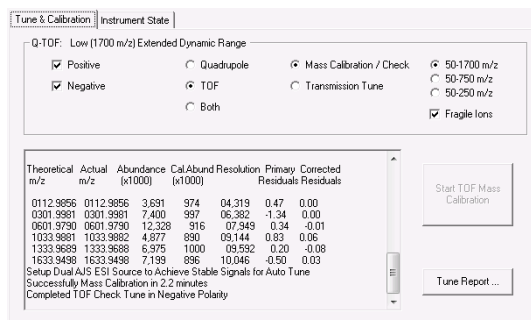 Tune & Calibration Instrument State
Q-TOF: Low (1700 m/z) Extended Dynamic Range
Positive Quadrupole Mass Calibration / Check 50-1700 m/z
50-750 m/z
Negative TOF Transmission Tune 50-250 m/z
Both Fragile Ions
Theoretical Actual Abundance Cal.Abund Resolution Primary Corrected
m/z m/z (x1000) (x1000) Residuals Residuals
0112.9856 0112.9856 3,691 974 04,319 0.47 0.00
0301.9981 0301.9981 7,400 997 06,382 -1.34 0.00
0601.9790 0601.9790 12,328 916 07,949 0.34 -0.01
1033.9881 1033.9882 4,877 890 09,144 0.83 0.06
1333.9689 1333.9688 6,975 1000 09,592 0.20 -0.08
1633.9498 1633.9498 7,199 896 10,046 -0.50 0.03
Setup Dual AJS ESI Source to Achieve Stable Signals for Auto Tune
Successfully Mass Calibration in 2.2 minutes
Completed TOF Check Tune in Negative Polarity
Start TOF Mass
Calibration
Tune Report ...